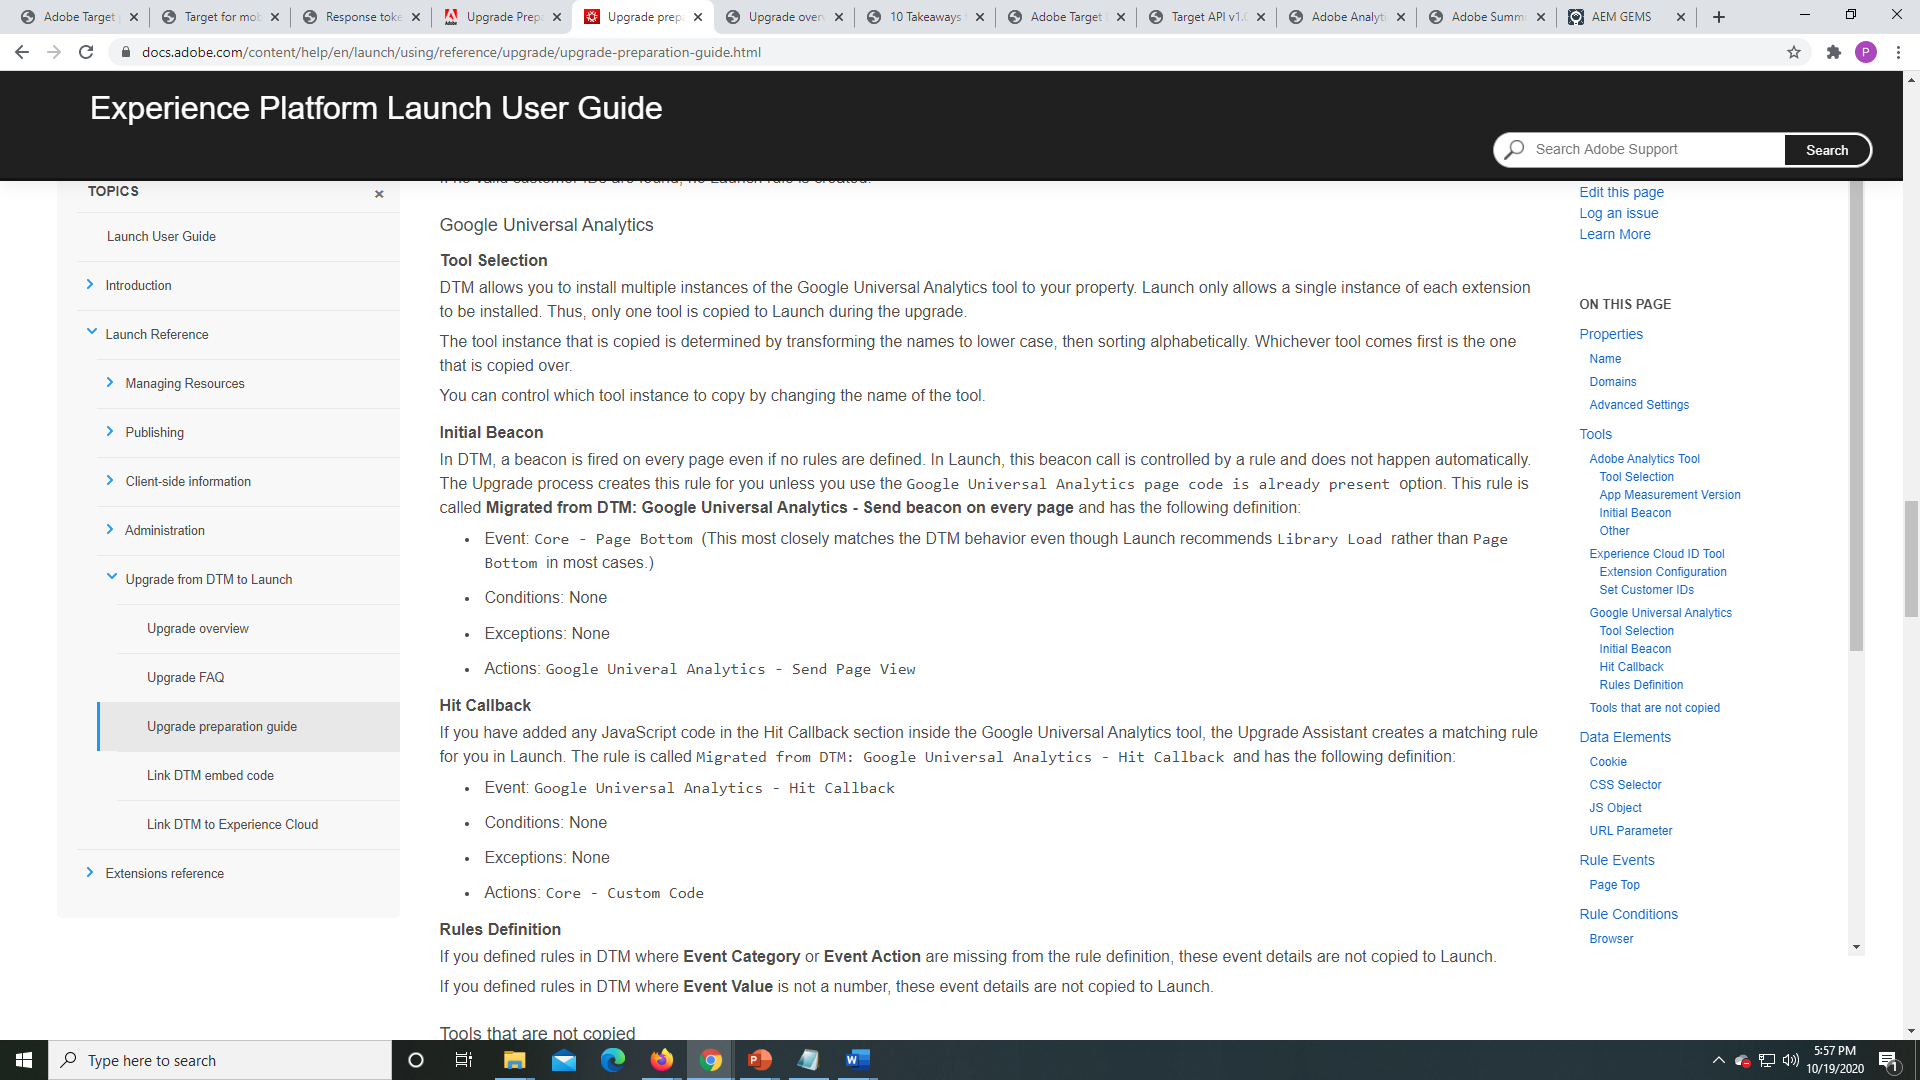 Adobe Target
Target for mob
Response toke
Upgrade Prepa
Upgrade prepa
Upgrade over
10 Takeaways
Adobe Target
Target API v1.
Adobe Analyti
Adobe Summi
AEM GEMS
docs.adobe.com/content/help/en/launch/using/reference/upgrade/upgrade-preparation-guide.html
P
Experience Platform Launch User Guide
Search Adobe Support
Search
TOPICS
Launch User Guide
Introduction
Launch Reference
Managing Resources
Publishing
Client-side information
Administration
Upgrade from DTM to Launch
Upgrade overview
Upgrade FAQ
Upgrade preparation guide
Link DTM embed code
Link DTM to Experience Cloud
Extensions reference
Google Universal Analytics
Tool Selection
DTM allows you to install multiple instances of the Google Universal Analytics tool to your property. Launch only allows a single instance of each extension
to be installed. Thus, only one tool is copied to Launch during the upgrade.
The tool instance that is copied is determined by transforming the names to lower case, then sorting alphabetically. Whichever tool comes first is the one
that is copied over.
You can control which tool instance to copy by changing the name of the tool.
Initial Beacon
In DTM, a beacon is fired on every page even if no rules are defined. In Launch, this beacon call is controlled by a rule and does not happen automatically.
The Upgrade process creates this rule for you unless you use the Google Universal Analytics page code is already present option. This rule is
called Migrated from DTM: Google Universal Analytics - Send beacon on every page and has the following definition:
• Event: Core - Page Bottom (This most closely matches the DTM behavior even though Launch recommends Library Load rather than Page
Bottom in most cases.)
• Conditions: None
• Exceptions: None
• Actions: Google Univeral Analytics - Send Page View
Hit Callback
If you have added any JavaScript code in the Hit Callback section inside the Google Universal Analytics tool, the Upgrade Assistant creates a matching rule
for you in Launch. The rule is called Migrated from DTM: Google Universal Analytics - Hit Callback and has the following definition:
• Event: Google Universal Analytics - Hit Callback
• Conditions: None
• Exceptions: None
• Actions: Core - Custom Code
Rules Definition
If you defined rules in DTM where Event Category or Event Action are missing from the rule definition, these event details are not copied to Launch.
If you defined rules in DTM where Event Value is not a number, these event details are not copied to Launch.
Tools that are not copied
Edit this page
Log an issue
Learn More
ON THIS PAGE
Properties
Name
Domains
Advanced Settings
Tools
Adobe Analytics Tool
Tool Selection
App Measurement Version
Initial Beacon
Other
Experience Cloud ID Tool
Extension Configuration
Set Customer IDs
Google Universal Analytics
Tool Selection
Initial Beacon
Hit Callback
Rules Definition
Tools that are not copied
Data Elements
Cookie
CSS Selector
JS Object
URL Parameter
Rule Events
Page Top
Rule Conditions
Browser
Type here to search
5:57 PM
10/19/2020
1